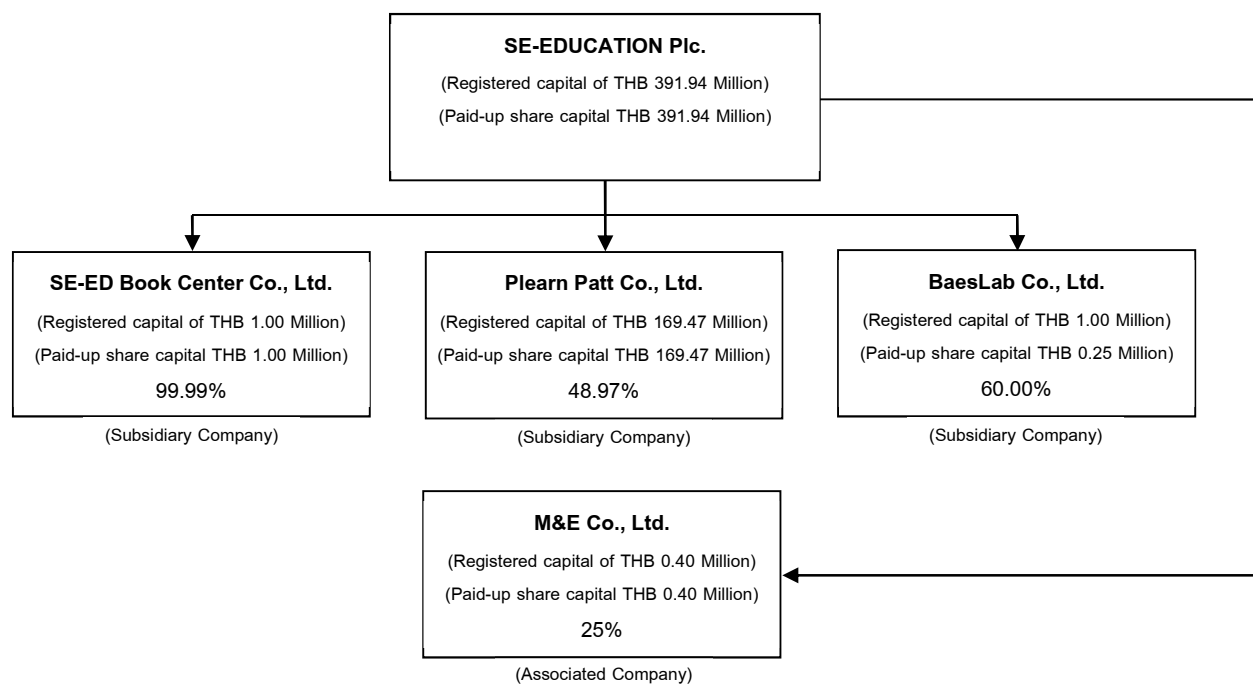 SE-EDUCATION Plc.
(Registered capital of THB 391.94 Million)
(Paid-up share capital THB 391.94 Million)
SE-ED Book Center Co., Ltd.
(Registered capital of THB 1.00 Million)
(Paid-up share capital THB 1.00 Million)
99.99%
(Subsidiary Company)
Plearn Patt Co., Ltd.
(Registered capital of THB 169.47 Million)
(Paid-up share capital THB 169.47 Million)
48.97%
(Subsidiary Company)
BaesLab Co., Ltd.
(Registered capital of THB 1.00 Million)
(Paid-up share capital THB 0.25 Million)
60.00%
(Subsidiary Company)
M&E Co., Ltd.
(Registered capital of THB 0.40 Million)
(Paid-up share capital THB 0.40 Million)
25%
(Associated Company)